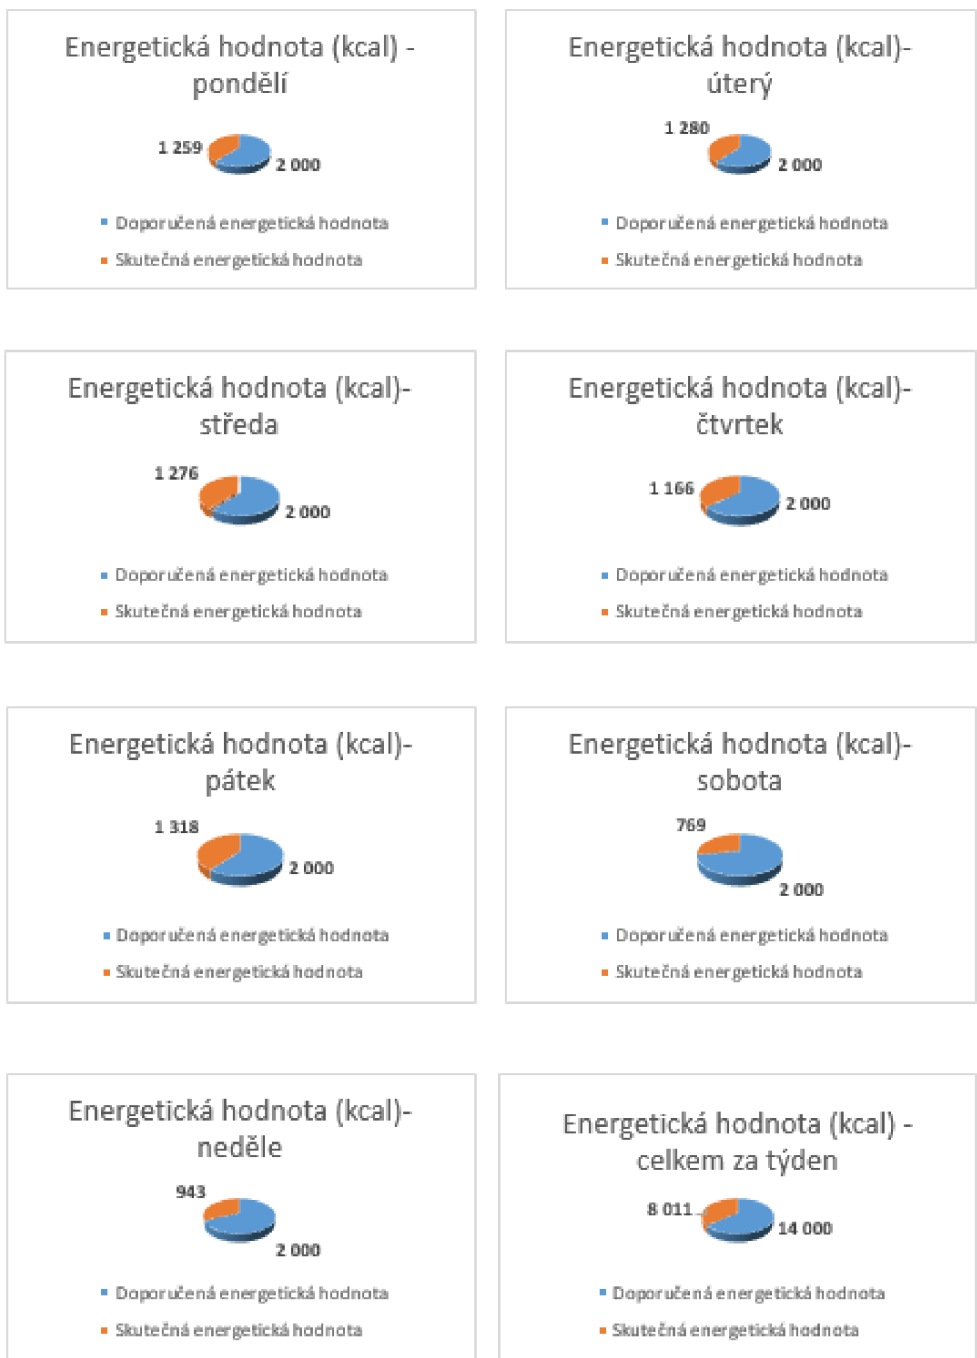 Energetická hodnota (kcal) -
pondělí
1 259
2 000
Doporučená energetická hodnota
Skutečná energetická hodnota
Energetická hodnota (kcal)-
úterý
1 280
2 000
Doporučená energetická hodnota
Skutečná energetická hodnota
Energetická hodnota (kcal)-
středa
1 276
2 000
Doporučená energetická hodnota
Skutečná energetická hodnota
Energetická hodnota (kcal)-
čtvrtek
1 166
2 000
Doporučená energetická hodnota
Skutečná energetická hodnota
Energetická hodnota (kcal)-
pátek
1 318
2 000
Doporučená energetická hodnota
Skutečná energetická hodnota
Energetická hodnota (kcal)-
sobota
769
2 000
Doporučená energetická hodnota
Skutečná energetická hodnota
Energetická hodnota (kcal)-
neděle
943
2 000
Doporučená energetická hodnota
Skutečná energetická hodnota
Energetická hodnota (kcal) -
celkem za týden
8 011
14 000
Doporučená energetická hodnota
Skutečná energetická hodnota